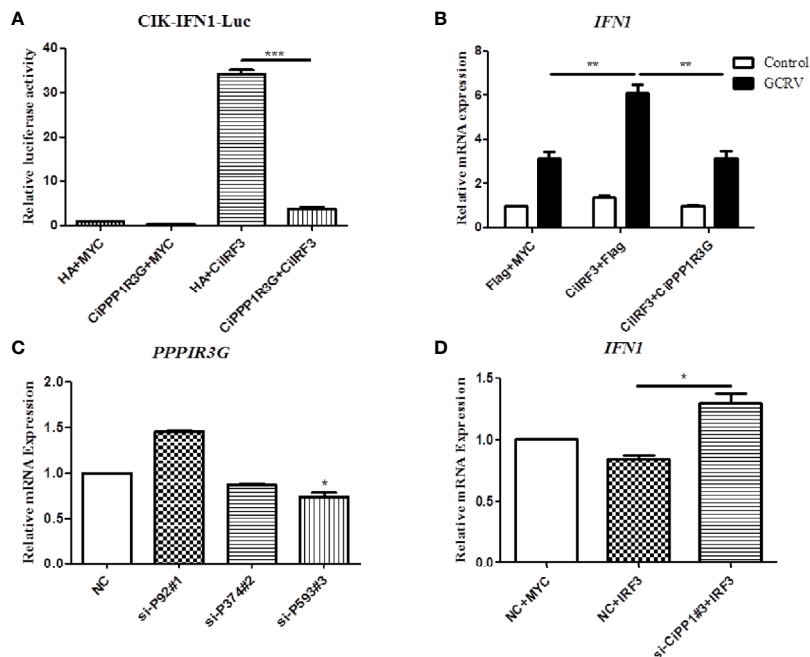 A
CIK-IFN1-Luc
Relative luciferase activity
40
30
20
10
0
***
HA+MYC
CiPPP1R3G+MYC
HA+CiIRF3
CiPPP1R3G+CiIRF3
B
IFN1
Control
GCRV
Relative mRNA expression
8
6
4
2
0
**
**
Flag+MYC
CiIRF3+Flag
CiIRF3+CiPPP1R3G
C
PPPIR3G
Relative mRNA Expression
2.0
1.5
1.0
0.5
0.0
*
NC
si-P92#1
si-P374#2
si-P593#3
D
IFN1
Relative mRNA Expression
1.5
1.0
0.5
0.0
*
NC+MYC
NC+IRF3
si-CiPP1#3+IRF3